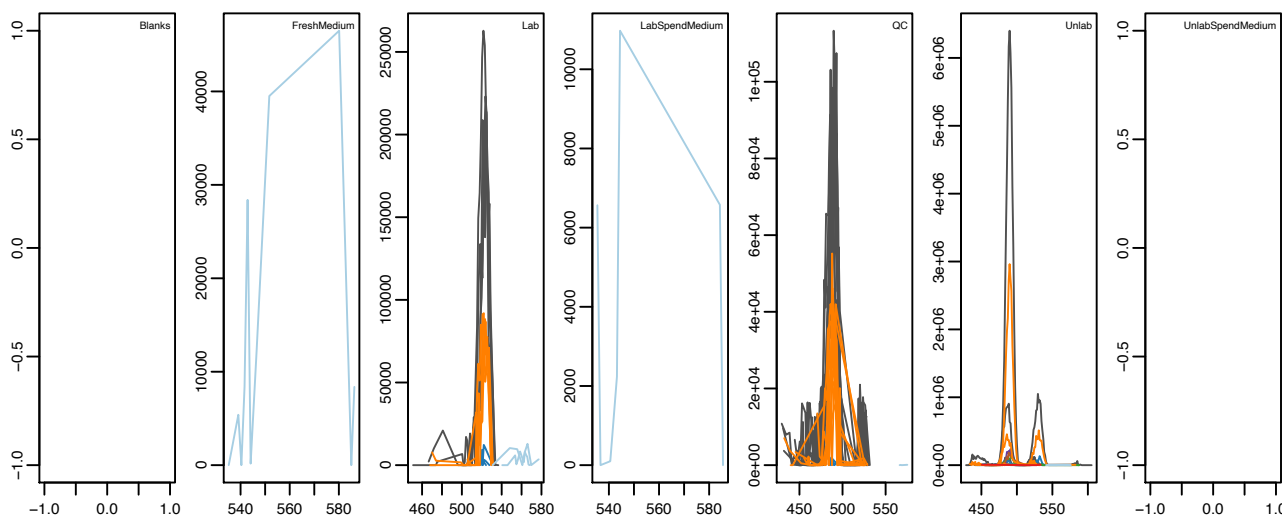 Blanks
1.0
0.5
0.0
−0.5
−1.0
−1.0 0.0 1.0
FreshMedium
40000
30000
20000
10000
0
540 560 580
Lab
250000
200000
150000
100000
50000
0
460 500 540 580
LabSpendMedium
10000
8000
6000
4000
2000
0
540 560 580
QC
1e+05
8e+04
6e+04
4e+04
2e+04
0e+00
450 500 550
Unlab
6e+06
5e+06
4e+06
3e+06
2e+06
1e+06
0e+00
450 550
UnlabSpendMedium
1.0
0.5
0.0
−0.5
−1.0
−1.0 0.0 1.0